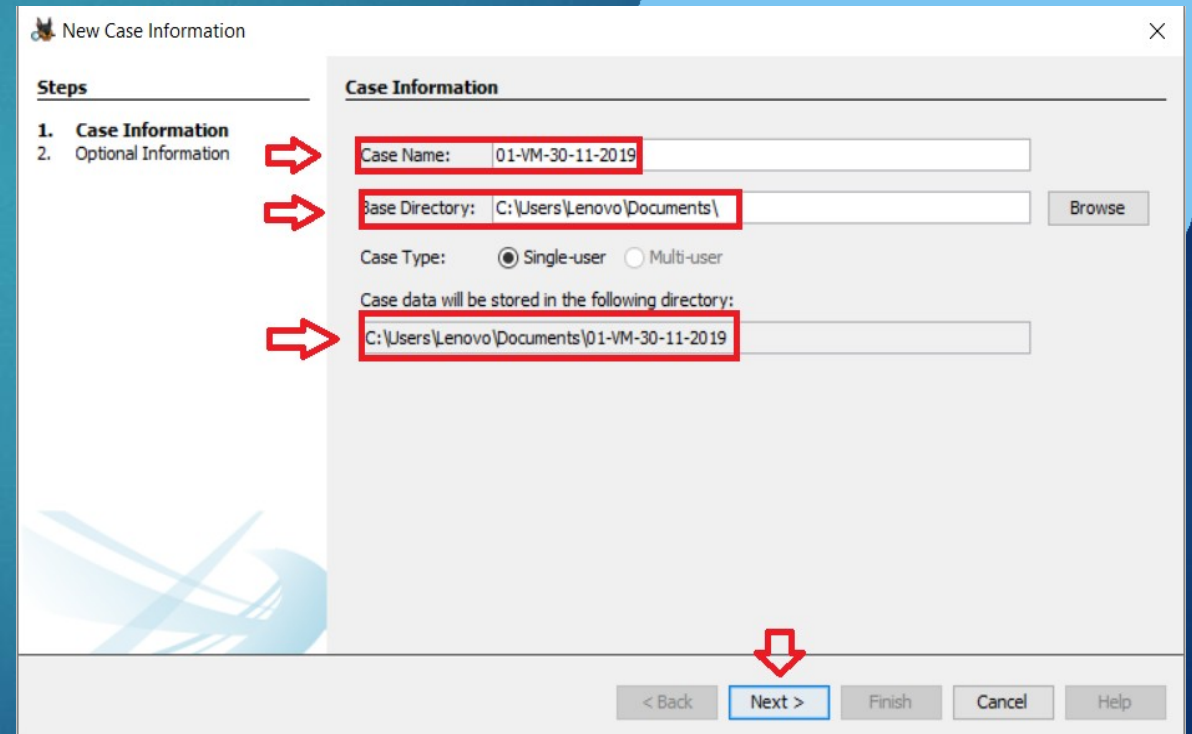 New Case Information
Steps
1. Case Information
2. Optional Information
Case Information
Case Name: 01-VM-30-11-2019
Base Directory: C:\Users\Lenovo\Documents\ Browse
Case Type: Single-user Multi-user
Case data will be stored in the following directory:
C:\Users\Lenovo\Documents\01-VM-30-11-2019
< Back Next > Finish Cancel Help